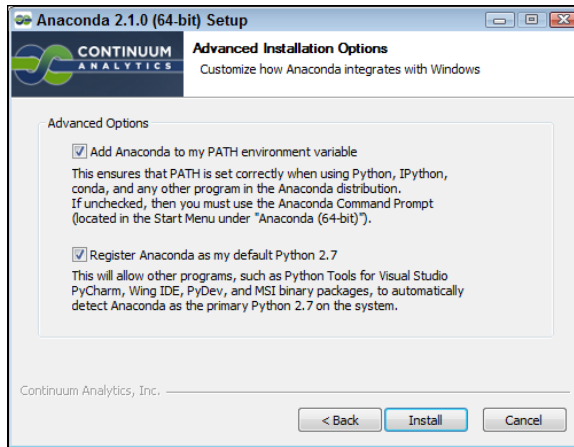 Anaconda 2.1.0 (64-bit) Setup
CONTINUUM
ANALYTICS
Advanced Installation Options
Customize how Anaconda integrates with Windows
Advanced Options
Add Anaconda to my PATH environment variable
This ensures that PATH is set correctly when using Python, IPython,
conda, and any other program in the Anaconda distribution.
If unchecked, then you must use the Anaconda Command Prompt
(located in the Start Menu under "Anaconda (64-bit)").
Register Anaconda as my default Python 2.7
This will allow other programs, such as Python Tools for Visual Studio
PyCharm, Wing IDE, PyDev, and MSI binary packages, to automatically
detect Anaconda as the primary Python 2.7 on the system.
Continuum Analytics, Inc.
< Back
Install
Cancel